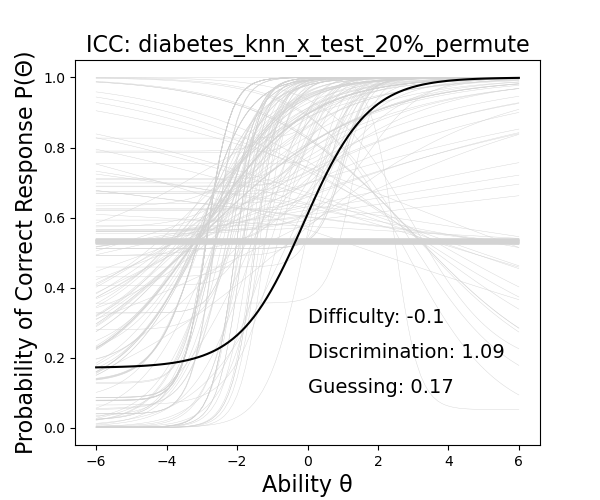 ICC: diabetes_knn_x_test_20%_permute
Probability of Correct Response P(Θ)
1.0
0.8
0.6
0.4
0.2
0.0
Difficulty: -0.1
Discrimination: 1.09
Guessing: 0.17
−6 −4 −2 0 2 4 6
Ability θ